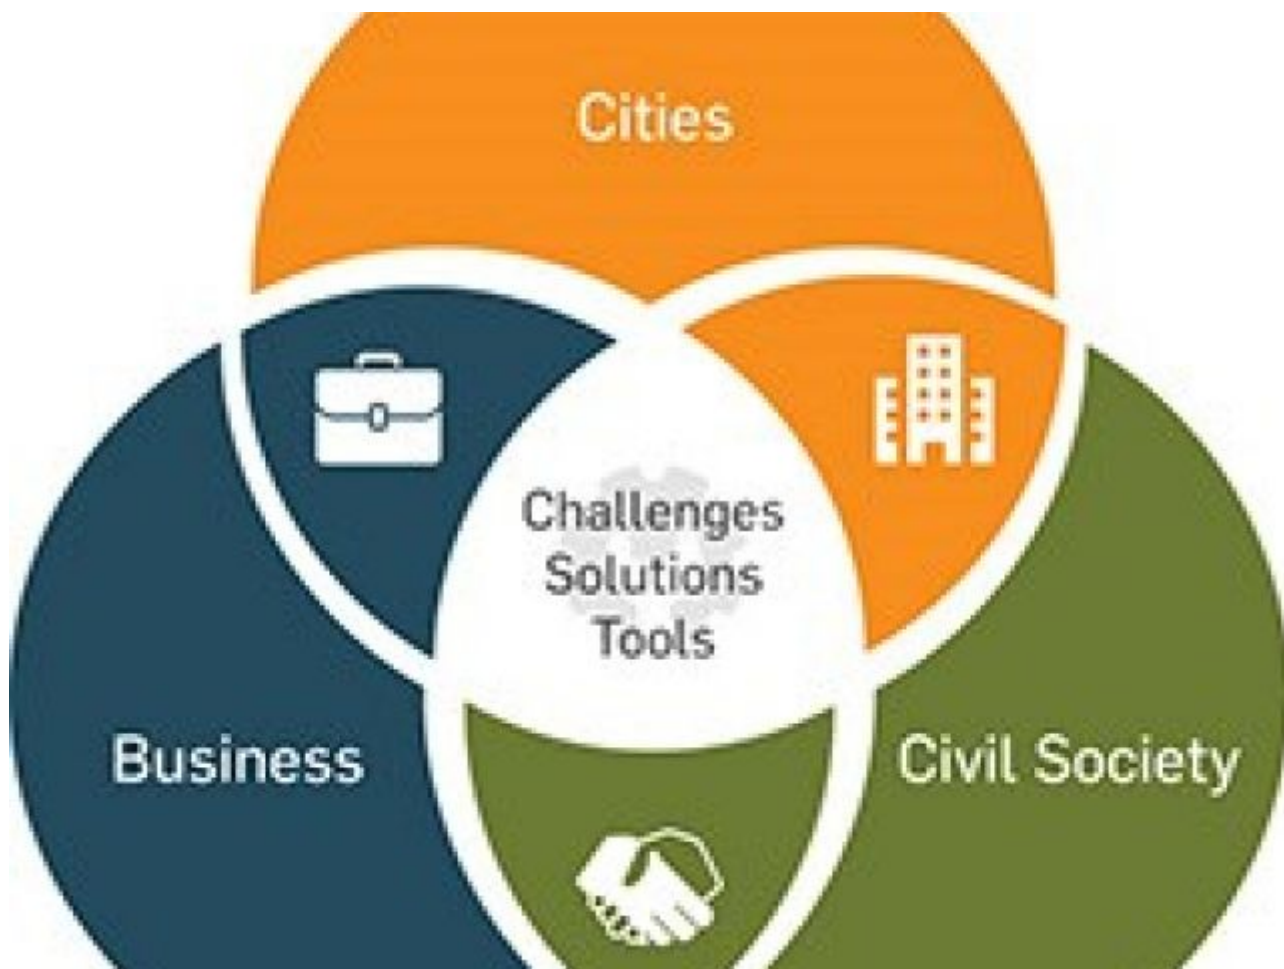 Cities
Challenges
Solutions
Tools
Business
Civil Society